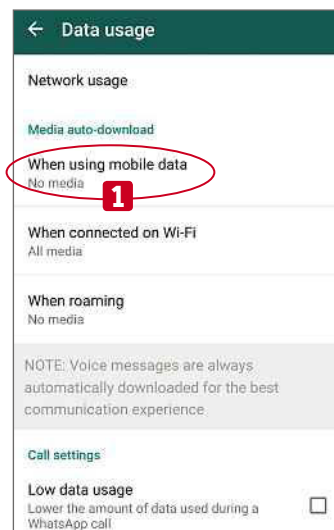 ← Data usage
Network usage
Media auto-download
When using mobile data
No media
1
When connected on Wi-Fi
All media
When roaming
No media
NOTE: Voice messages are always
automatically downloaded for the best
communication experience
Call settings
Low data usage
Lower the amount of data used during a
WhatsApp call